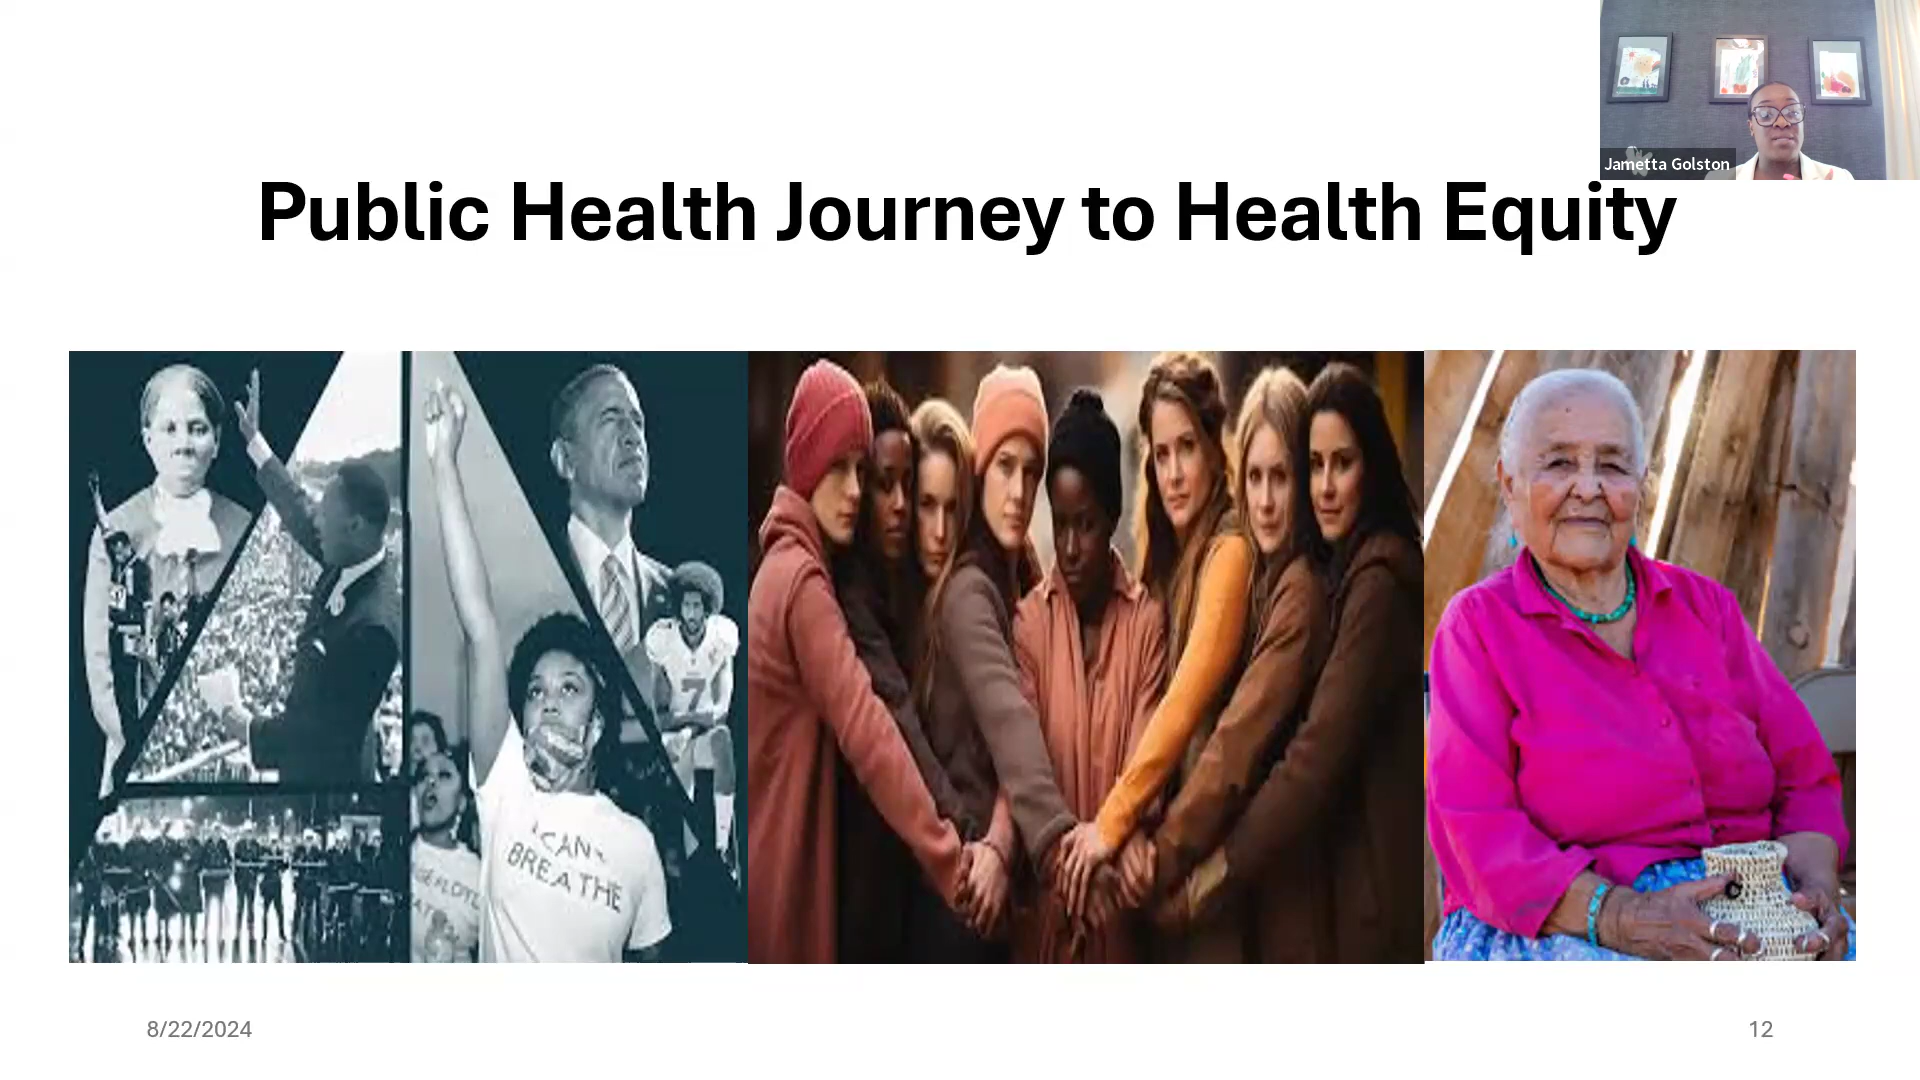 Jametta Golston
Public Health Journey to Health Equity
I CAN'T
BREATHE
7
8/22/2024
12